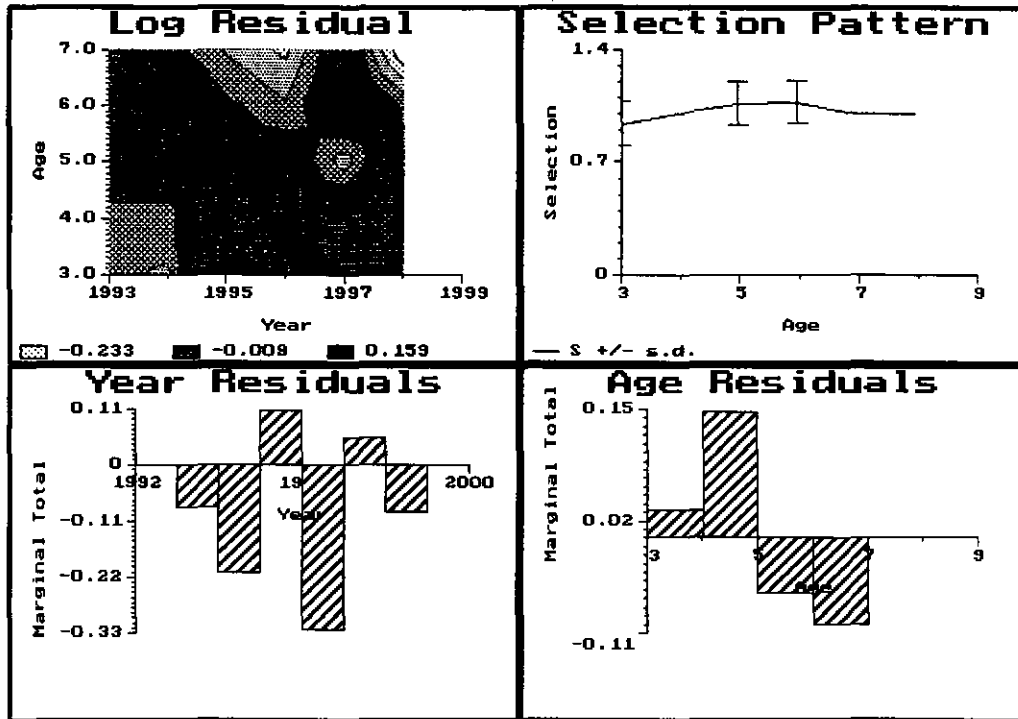 Log Residual
7.0
6.0
5.0
4.0
3.0
Age
1993 1995 1997 1999
Year
-0.233 -0.009 0.159
Selection Pattern
1.4
0.7
0
Selection
3 5 7 9
Age
S +/- s.d.
Year Residuals
0.11
0
-0.11
-0.22
-0.33
Marginal Total
1992 19 2000
Year
Age Residuals
0.15
0.02
-0.11
Marginal Total
3 5 7 9
Age